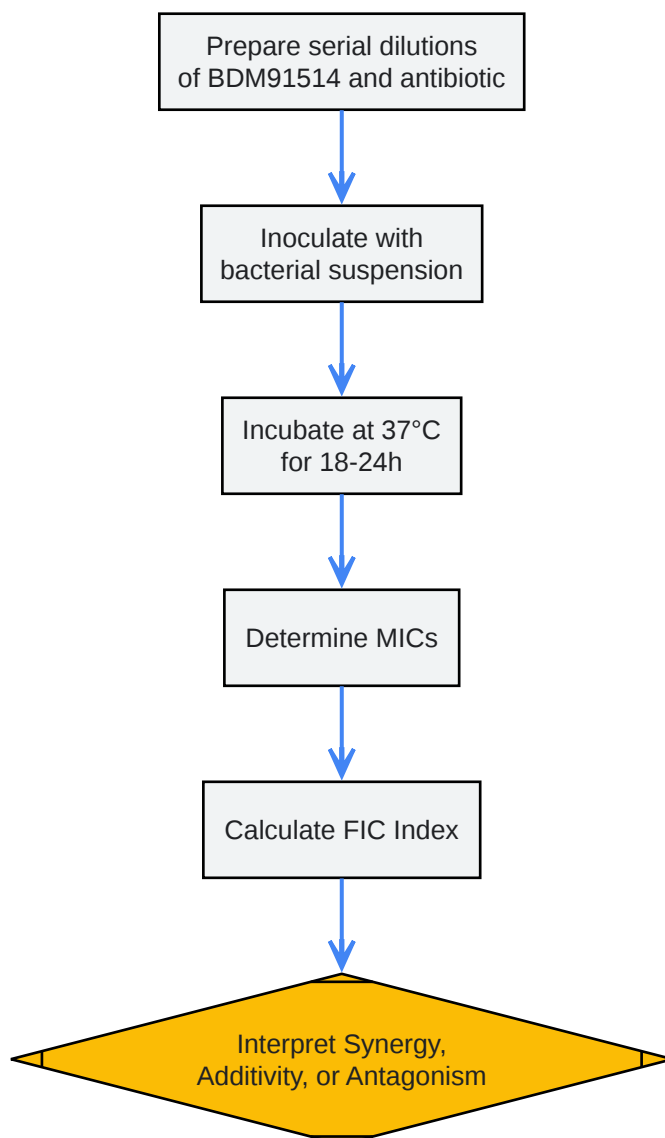 Prepare serial dilutions
of BDM91514 and antibiotic
Inoculate with
bacterial suspension
Incubate at 37°C
for 18-24h
Determine MICs
Calculate FIC Index
Interpret Synergy,
Additivity, or Antagonism